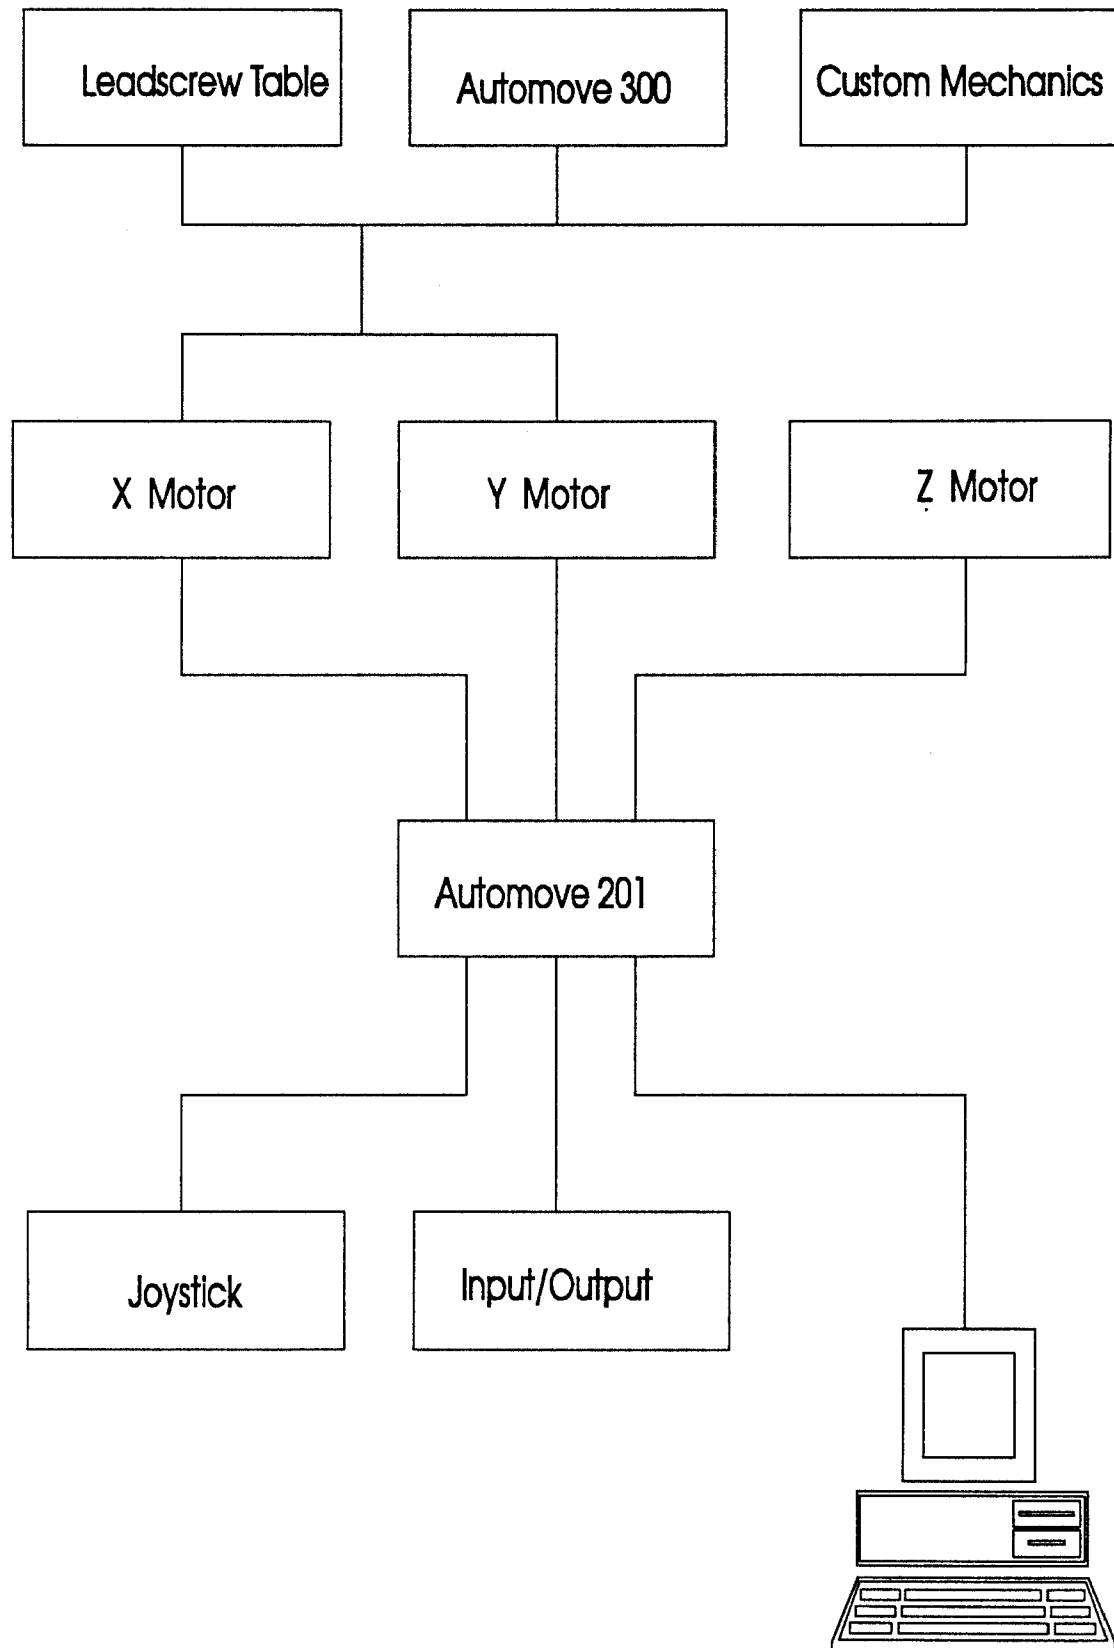 Leadscrew Table
Automove 300
Custom Mechanics
X Motor
Y Motor
Z Motor
Automove 201
Joystick
Input/Output